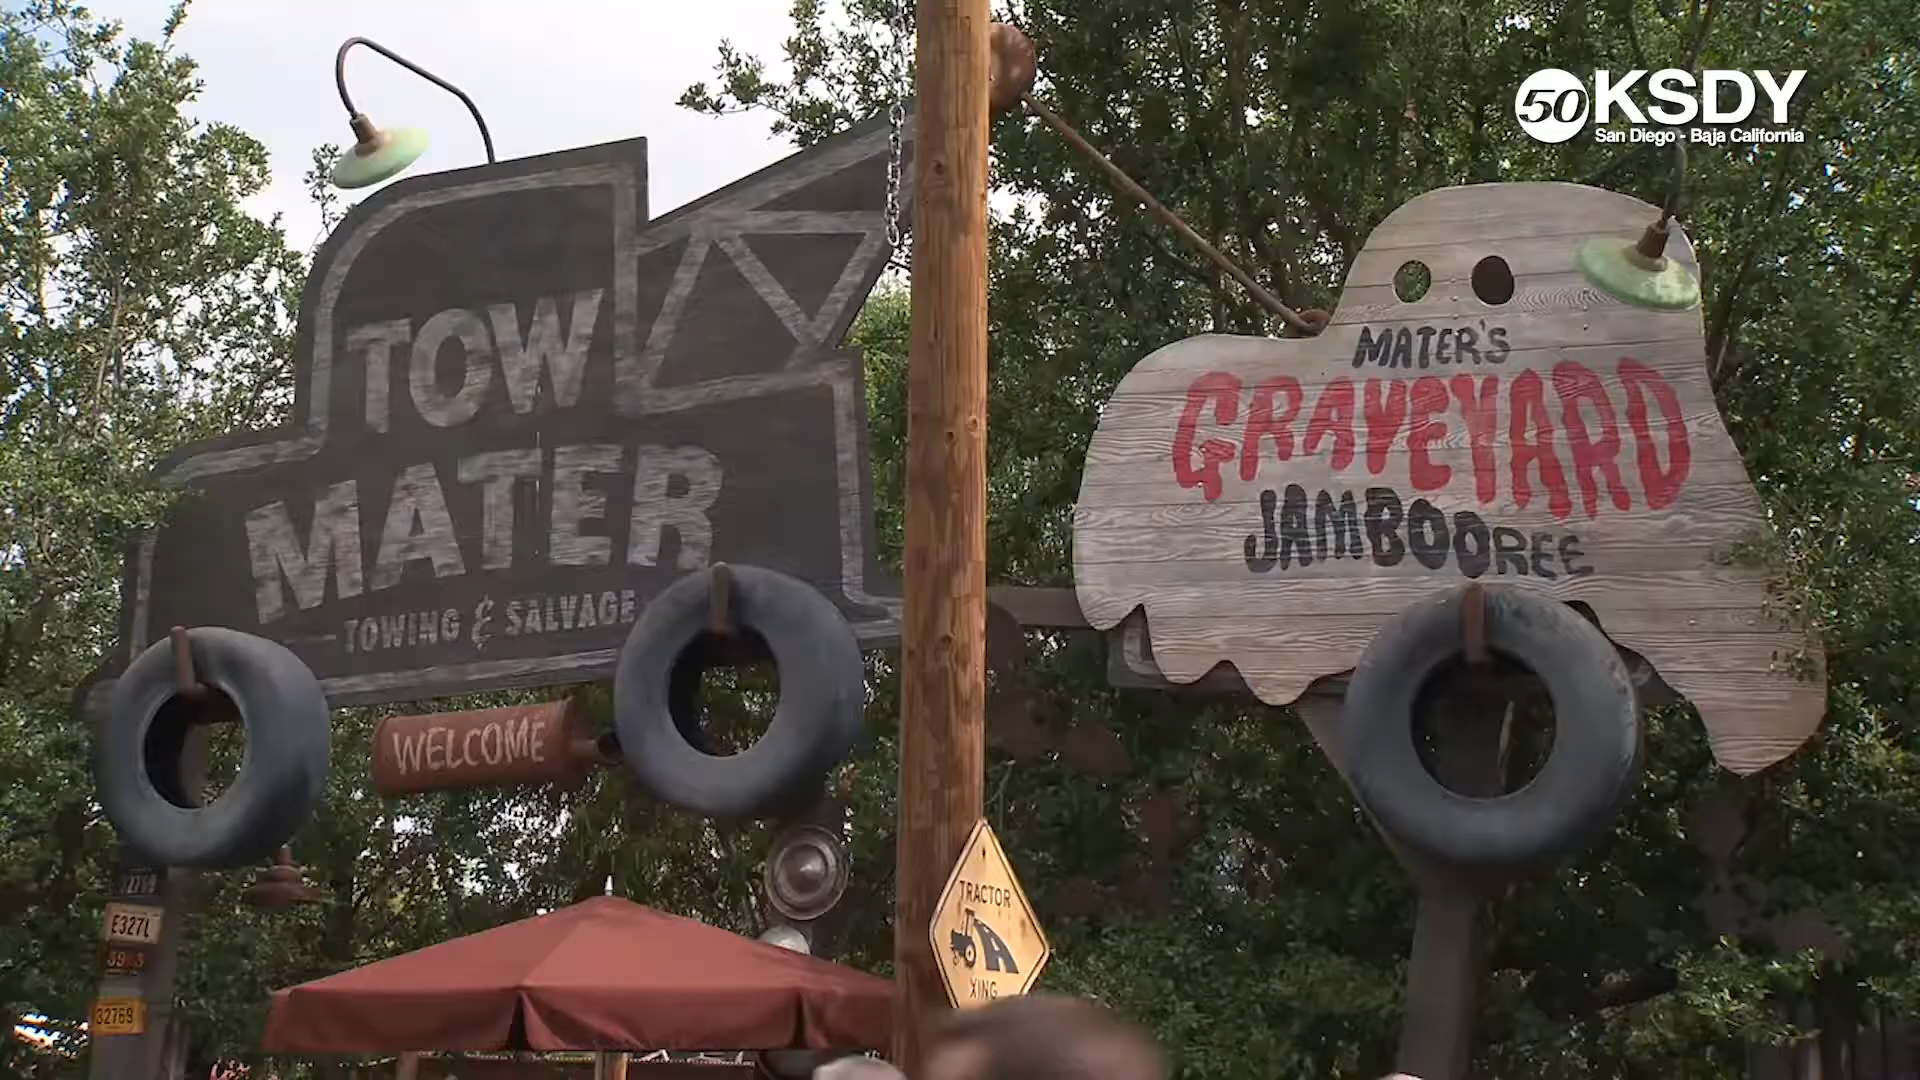 50 KSDY
San Diego - Baja California
TOW
MATER
TOWING & SALVAGE
WELCOME
MATER'S
GRAVEYARD
JAMBOOREE
TRACTOR
XING
E327L
32769